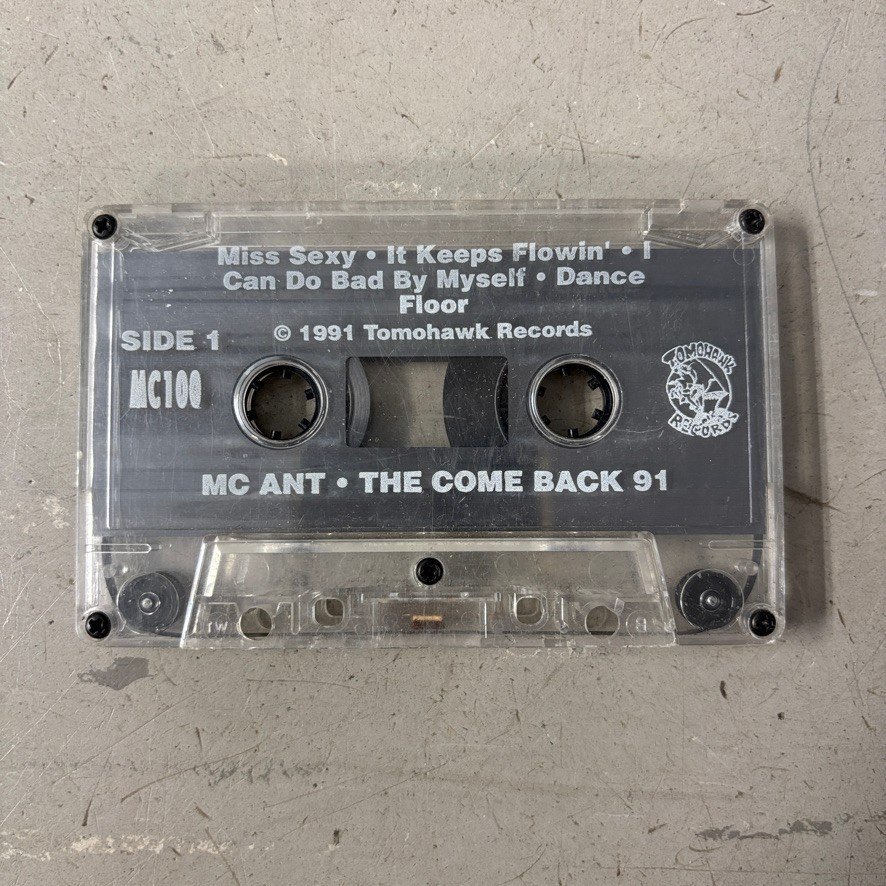 Miss Sexy • It Keeps Flowin' • I
Can Do Bad By Myself • Dance
Floor
SIDE 1
© 1991 Tomohawk Records
MC100
TOMOHAWK
RECORDS
MC ANT • THE COME BACK 91